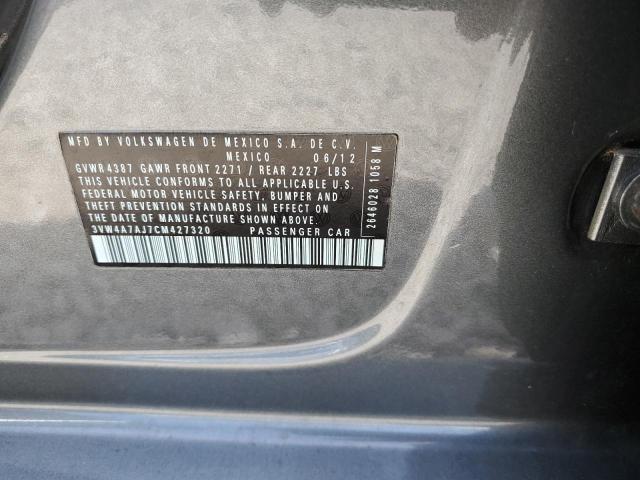 MFD BY VOLKSWAGEN DE MEXICO S.A. DE C.V.
MEXICO 06/12
GVWR 4387 GAWR FRONT 2271 / REAR 2227 LBS
THIS VEHICLE CONFORMS TO ALL APPLICABLE U.S.
FEDERAL MOTOR VEHICLE SAFETY, BUMPER AND
THEFT PREVENTION STANDARDS IN EFFECT ON
THE DATE OF MANUFACTURE SHOWN ABOVE.
3VW4A7AJ7CM427320 PASSENGER CAR
2646028 1058 M